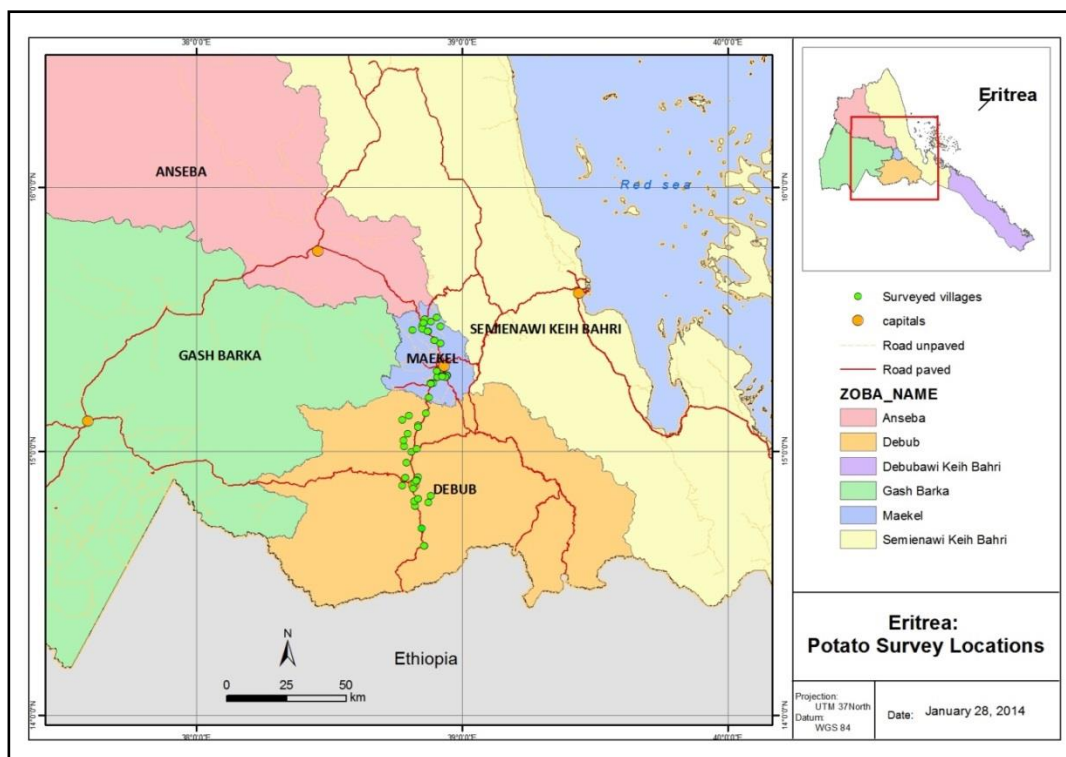 38°0'0"E
39°0'0"E
40°0'0"E
16°0'0"N
16°0'0"N
15°0'0"N
15°0'0"N
14°0'0"N
14°0'0"N
38°0'0"E
39°0'0"E
40°0'0"E
ANSEBA
Red sea
SEMIENAWI KEIH BAHRI
GASH BARKA
MAEKEL
DEBUB
N
Ethiopia
0 25 50
km
Eritrea
Surveyed villages
capitals
Road unpaved
Road paved
ZOBA_NAME
Anseba
Debub
Debubawi Keih Bahri
Gash Barka
Maekel
Semienawi Keih Bahri
Eritrea:
Potato Survey Locations
Projection:
UTM 37North
Datum:
WGS 84
Date: January 28, 2014